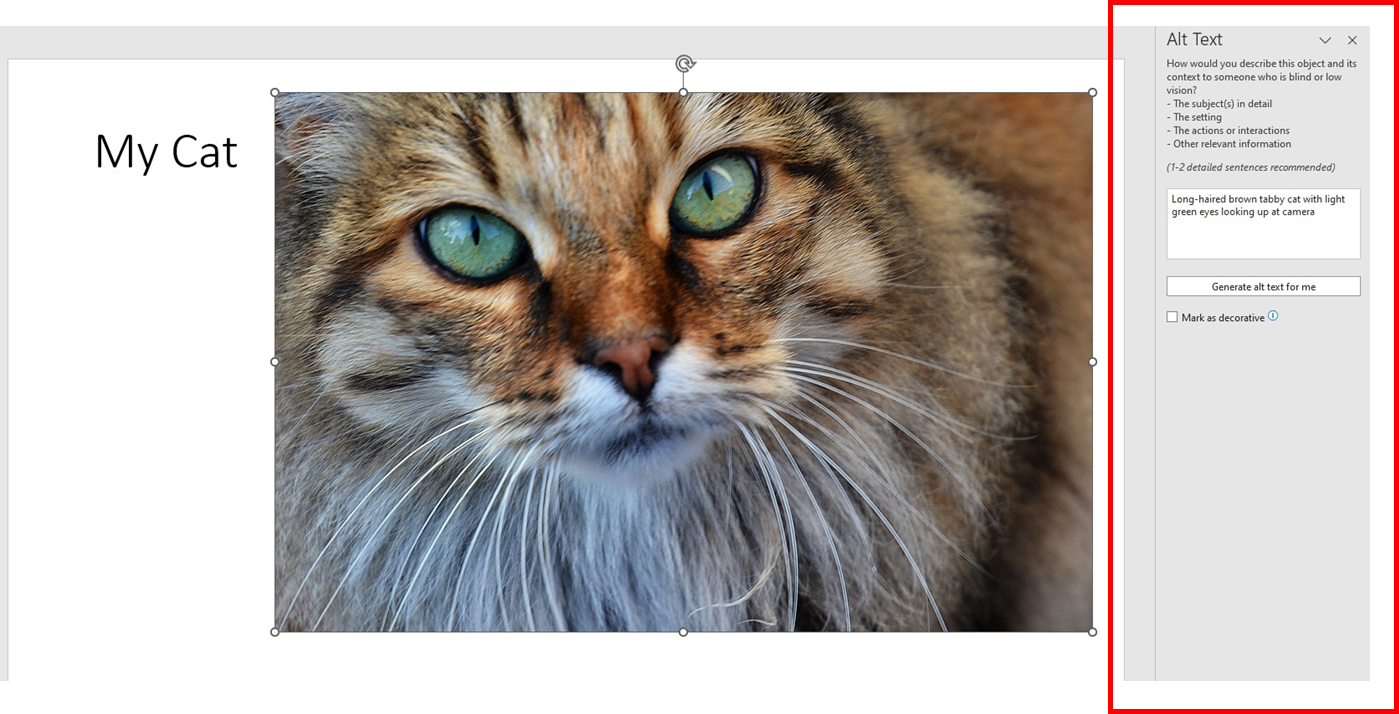 My Cat
Alt Text
How would you describe this object and its
context to someone who is blind or low
vision?
- The subject(s) in detail
- The setting
- The actions or interactions
- Other relevant information
(1-2 detailed sentences recommended)
Long-haired brown tabby cat with light
green eyes looking up at camera
Generate alt text for me
Mark as decorative